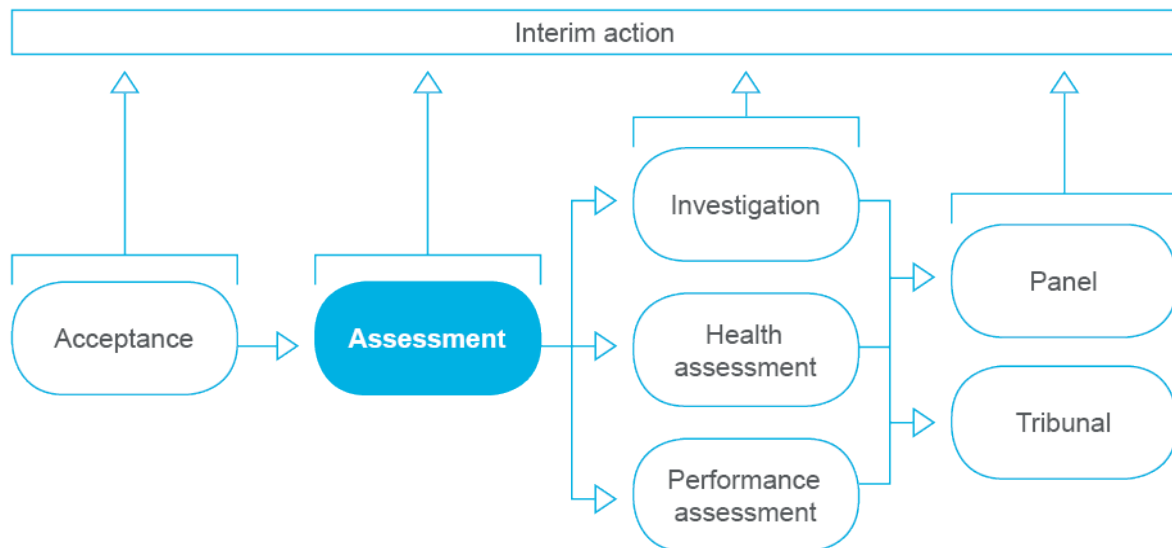 Interim action
Acceptance
Assessment
Investigation
Health
assessment
Performance
assessment
Panel
Tribunal